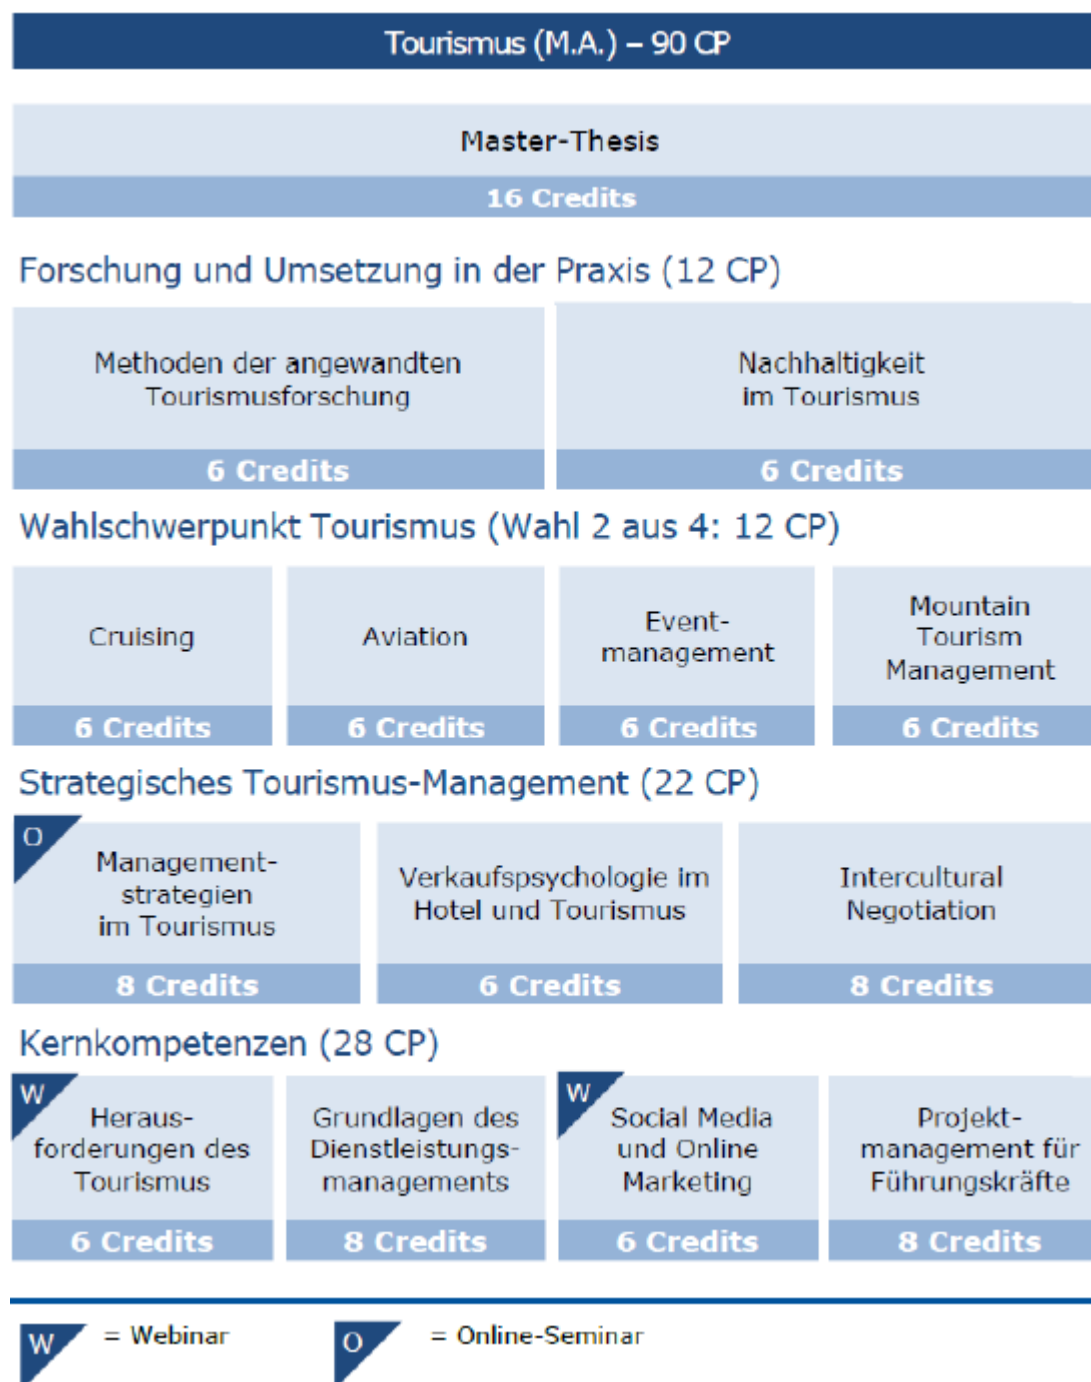 Tourismus (M.A.) – 90 CP
Master-Thesis
16 Credits
Forschung und Umsetzung in der Praxis (12 CP)
Methoden der angewandten
Tourismusforschung
6 Credits
Nachhaltigkeit
im Tourismus
6 Credits
Wahlschwerpunkt Tourismus (Wahl 2 aus 4: 12 CP)
Cruising
6 Credits
Aviation
6 Credits
Event-
management
6 Credits
Mountain
Tourism
Management
6 Credits
Strategisches Tourismus-Management (22 CP)
O
Management-
strategien
im Tourismus
8 Credits
Verkaufspsychologie im
Hotel und Tourismus
6 Credits
Intercultural
Negotiation
8 Credits
Kernkompetenzen (28 CP)
W
Heraus-
forderungen des
Tourismus
6 Credits
Grundlagen des
Dienstleistungs-
managements
8 Credits
W
Social Media
und Online
Marketing
6 Credits
Projekt-
management für
Führungskräfte
8 Credits
W = Webinar
O = Online-Seminar